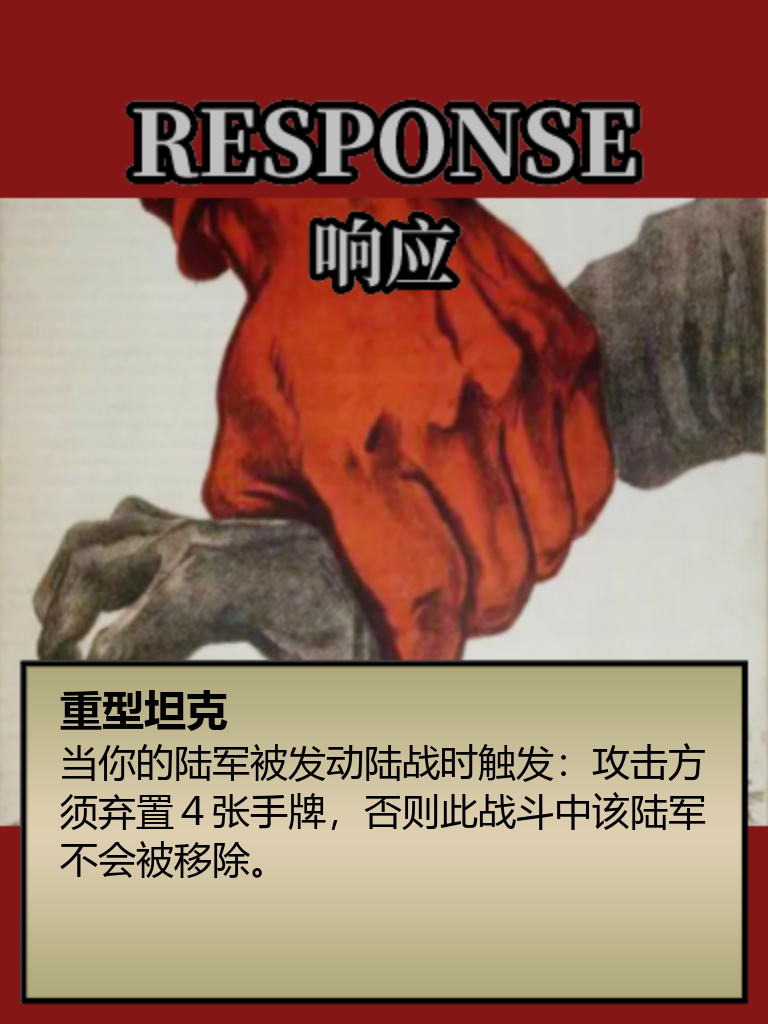 RESPONSE
响应
重型坦克
当你的陆军被发动陆战时触发：攻击方
须弃置4张手牌，否则此战斗中该陆军
不会被移除。